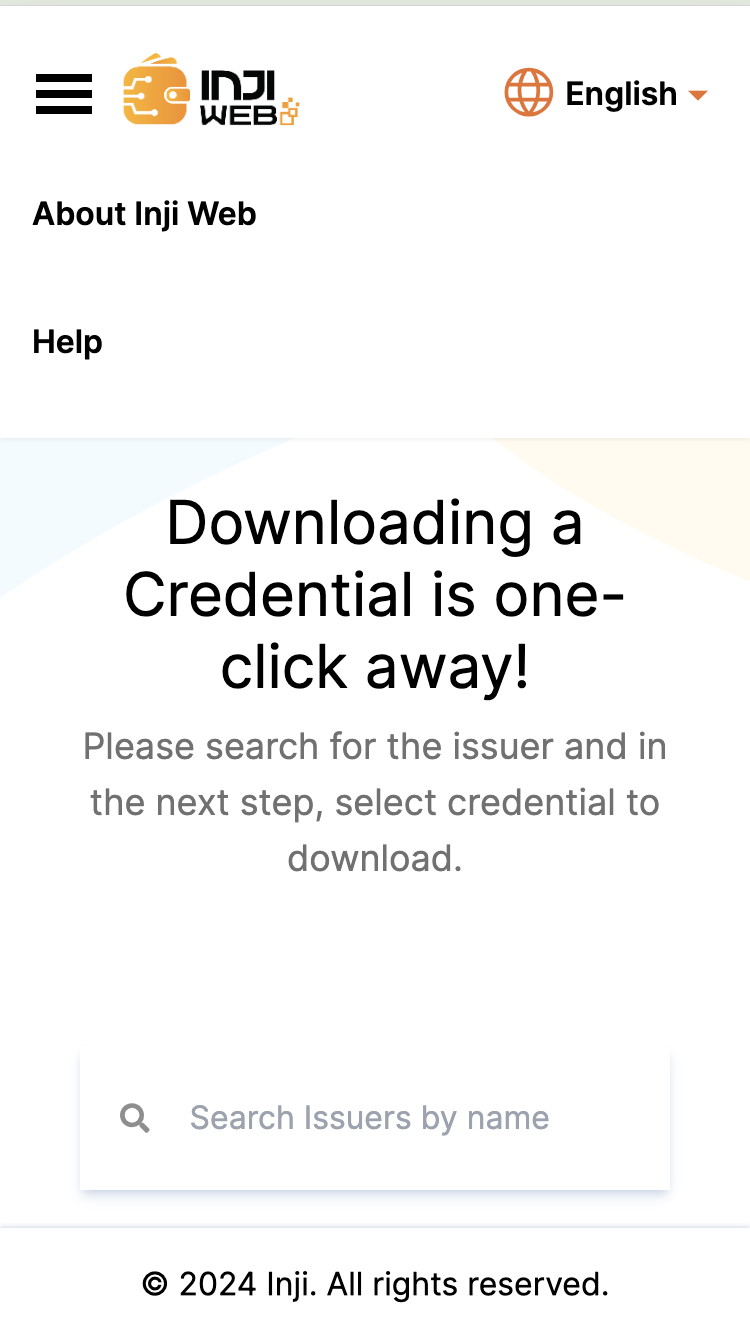 INJI
WEB
English
About Inji Web
Help
Downloading a
Credential is one-
click away!
Please search for the issuer and in
the next step, select credential to
download.
Search Issuers by name
© 2024 Inji. All rights reserved.